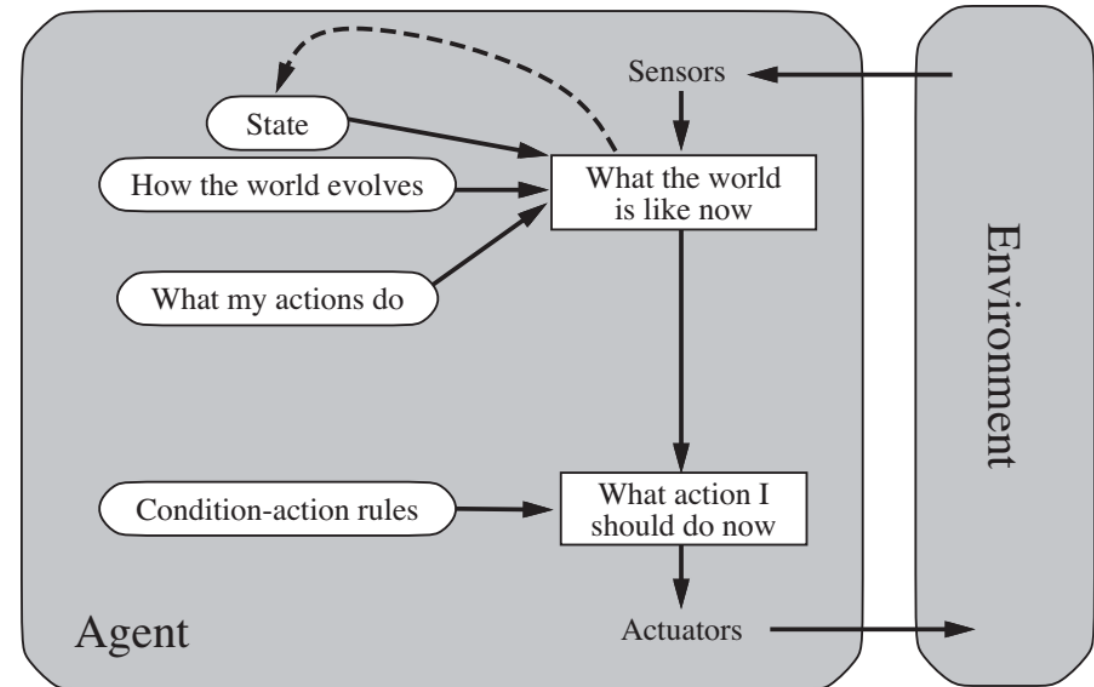 Sensors
State
How the world evolves
What the world
is like now
What my actions do
Environment
Condition-action rules
What action I
should do now
Agent
Actuators